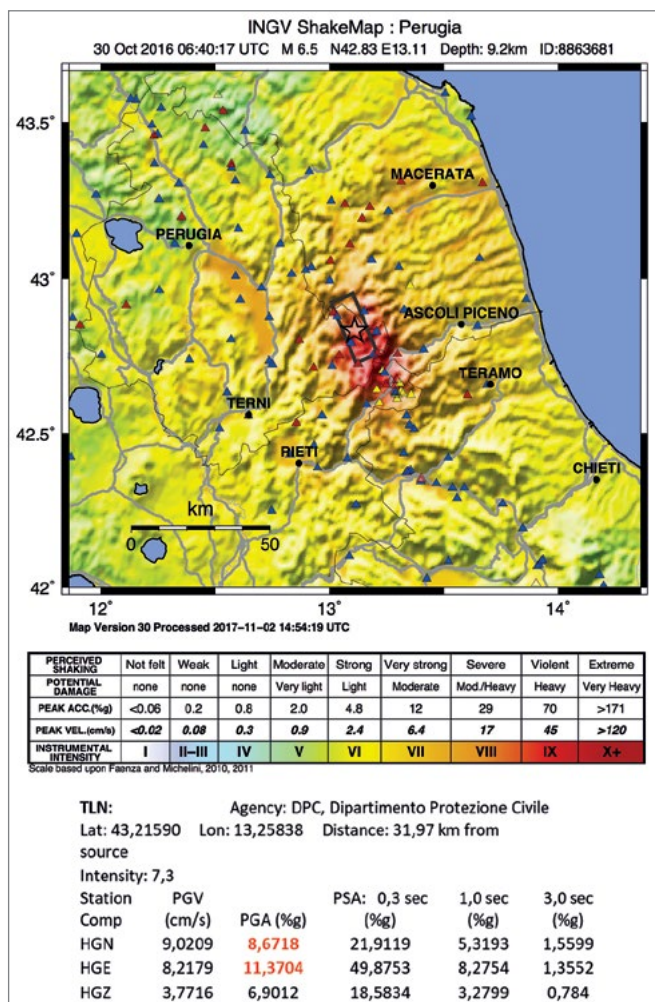 INGV ShakeMap : Perugia
30 Oct 2016 06:40:17 UTC M 6.5 N42.83 E13.11 Depth: 9.2km ID:8863681
43.5°
MACERATA
PERUGIA
43°
ASCOLI PICENO
TERAMO
TERNI
42.5°
RIETI
CHIETI
km
0 50
42°
12° 13° 14°
Map Version 30 Processed 2017-11-02 14:54:19 UTC
PERCEIVED SHAKING Not felt Weak Light Moderate Strong Very strong Severe Violent Extreme
POTENTIAL DAMAGE none none none Very light Light Moderate Mod./Heavy Heavy Very Heavy
PEAK ACC.(%g) <0.06 0.2 0.8 2.0 4.8 12 29 70 >171
PEAK VEL.(cm/s) <0.02 0.08 0.3 0.9 2.4 6.4 17 45 >120
INSTRUMENTAL INTENSITY I II–III IV V VI VII VIII IX X+
Scale based upon Faenza and Michelini, 2010, 2011
TLN: Agency: DPC, Dipartimento Protezione Civile
Lat: 43,21590 Lon: 13,25838 Distance: 31,97 km from
source
Intensity: 7,3
Station PGV PSA: 0,3 sec 1,0 sec 3,0 sec
Comp (cm/s) PGA (%g) (%g) (%g) (%g)
HGN 9,0209 8,6718 21,9119 5,3193 1,5599
HGE 8,2179 11,3704 49,8753 8,2754 1,3552
HGZ 3,7716 6,9012 18,5834 3,2799 0,784